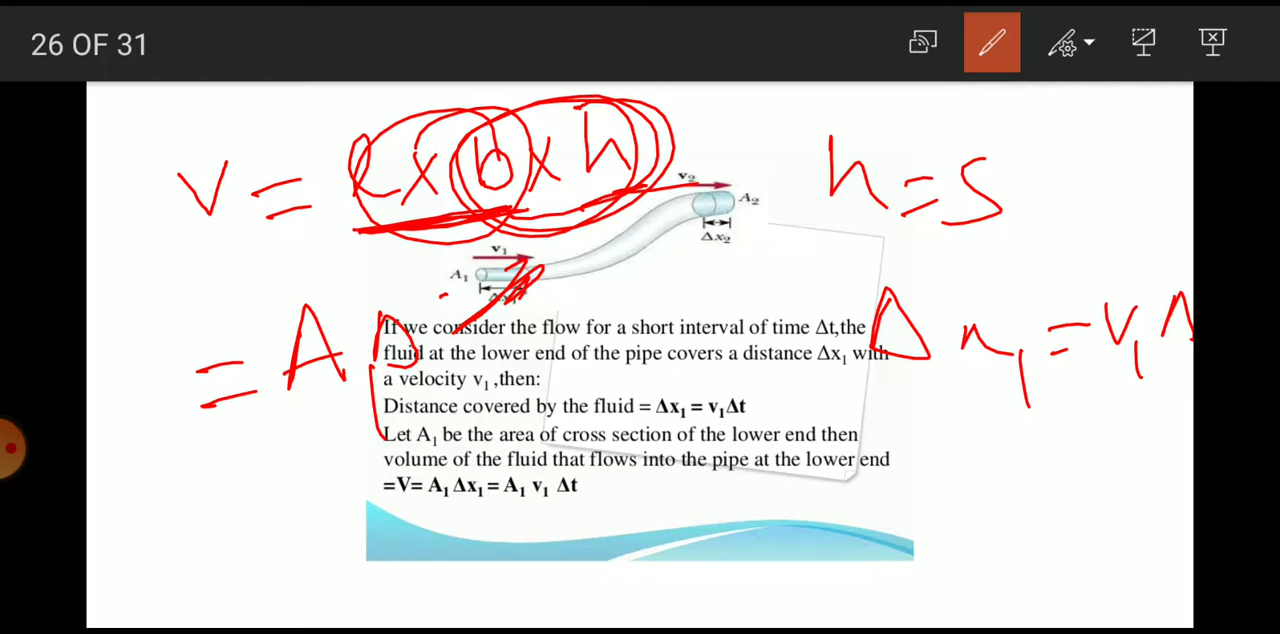 26 OF 31
V = l x b x h
h = s
v₂
A₂
Δx₂
v₁
A₁
= A
Δx₁ = v₁
If we consider the flow for a short interval of time Δt,the
fluid at the lower end of the pipe covers a distance Δx₁ with
a velocity v₁ ,then:
Distance covered by the fluid = Δx₁ = v₁Δt
Let A₁ be the area of cross section of the lower end then
volume of the fluid that flows into the pipe at the lower end
=V= A₁ Δx₁ = A₁ v₁ Δt